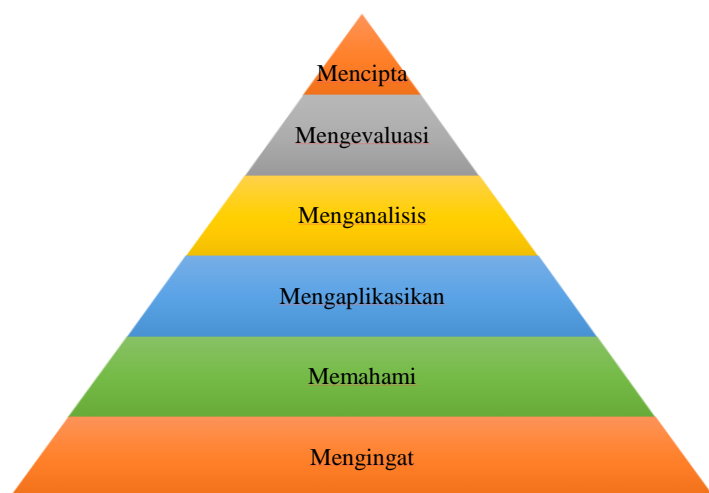 Mencipta
Mengevaluasi
Menganalisis
Mengaplikasikan
Memahami
Mengingat